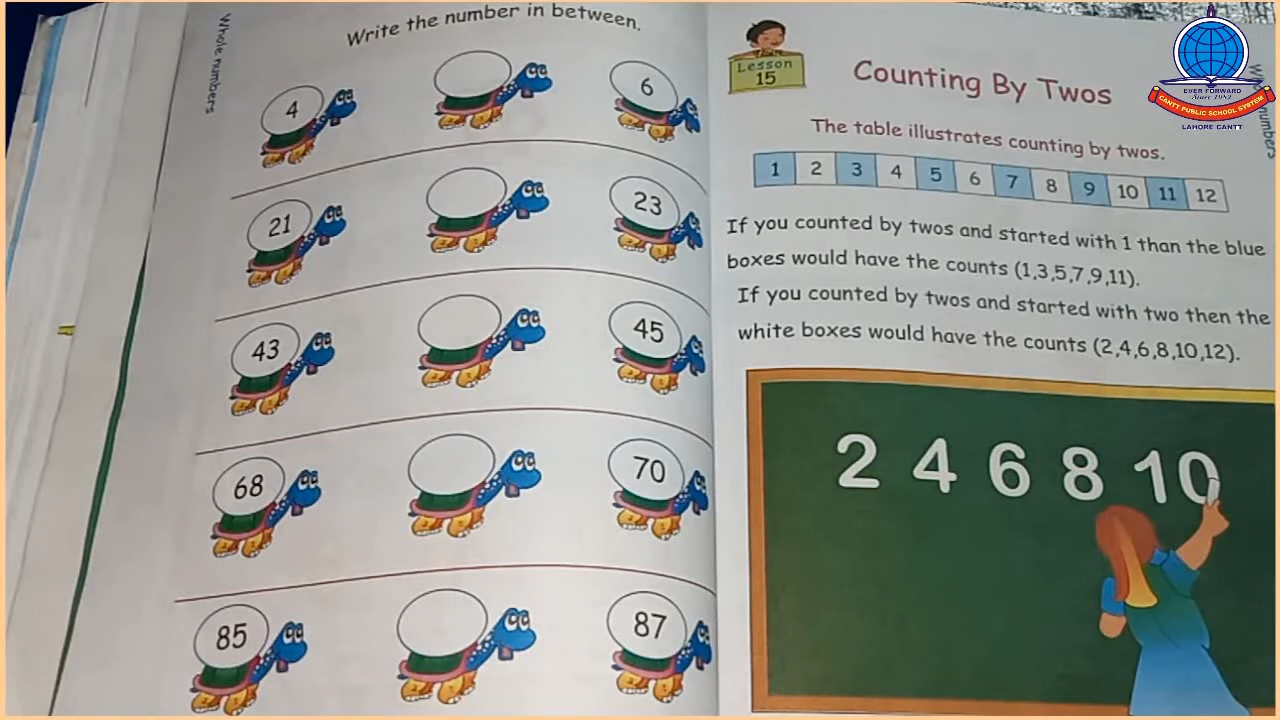 Whole numbers
Write the number in between.
4 6
21 23
43 45
68 70
85 87
Lesson
15
Counting By Twos
The table illustrates counting by twos.
1 2 3 4 5 6 7 8 9 10 11 12
If you counted by twos and started with 1 than the blue
boxes would have the counts (1,3,5,7,9,11).
If you counted by twos and started with two then the
white boxes would have the counts (2,4,6,8,10,12).
2 4 6 8 10
EVER FORWARD
Since 1982
CANTT PUBLIC SCHOOL SYSTEM
LAHORE CANTT
numbers